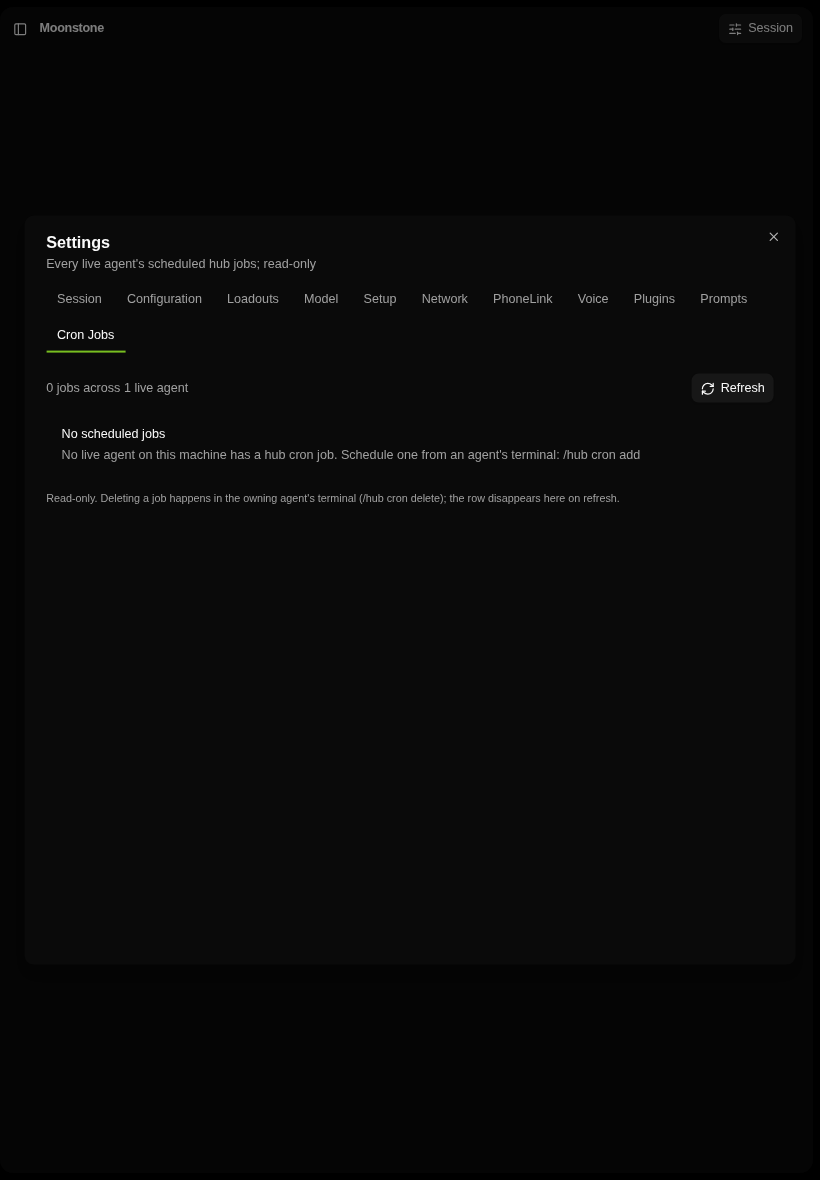 Moonstone
Session
Settings
Every live agent's scheduled hub jobs; read-only
Session Configuration Loadouts Model Setup Network PhoneLink Voice Plugins Prompts
Cron Jobs
0 jobs across 1 live agent
Refresh
No scheduled jobs
No live agent on this machine has a hub cron job. Schedule one from an agent's terminal: /hub cron add
Read-only. Deleting a job happens in the owning agent's terminal (/hub cron delete); the row disappears here on refresh.